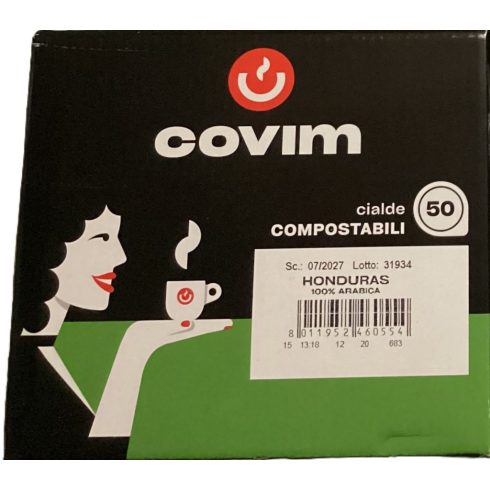 covim
cialde 50
COMPOSTABILI
Sc.: 07/2027 Lotto: 31934
HONDURAS
100% ARABICA
8 011952 460554
15 13:18 12 20 683